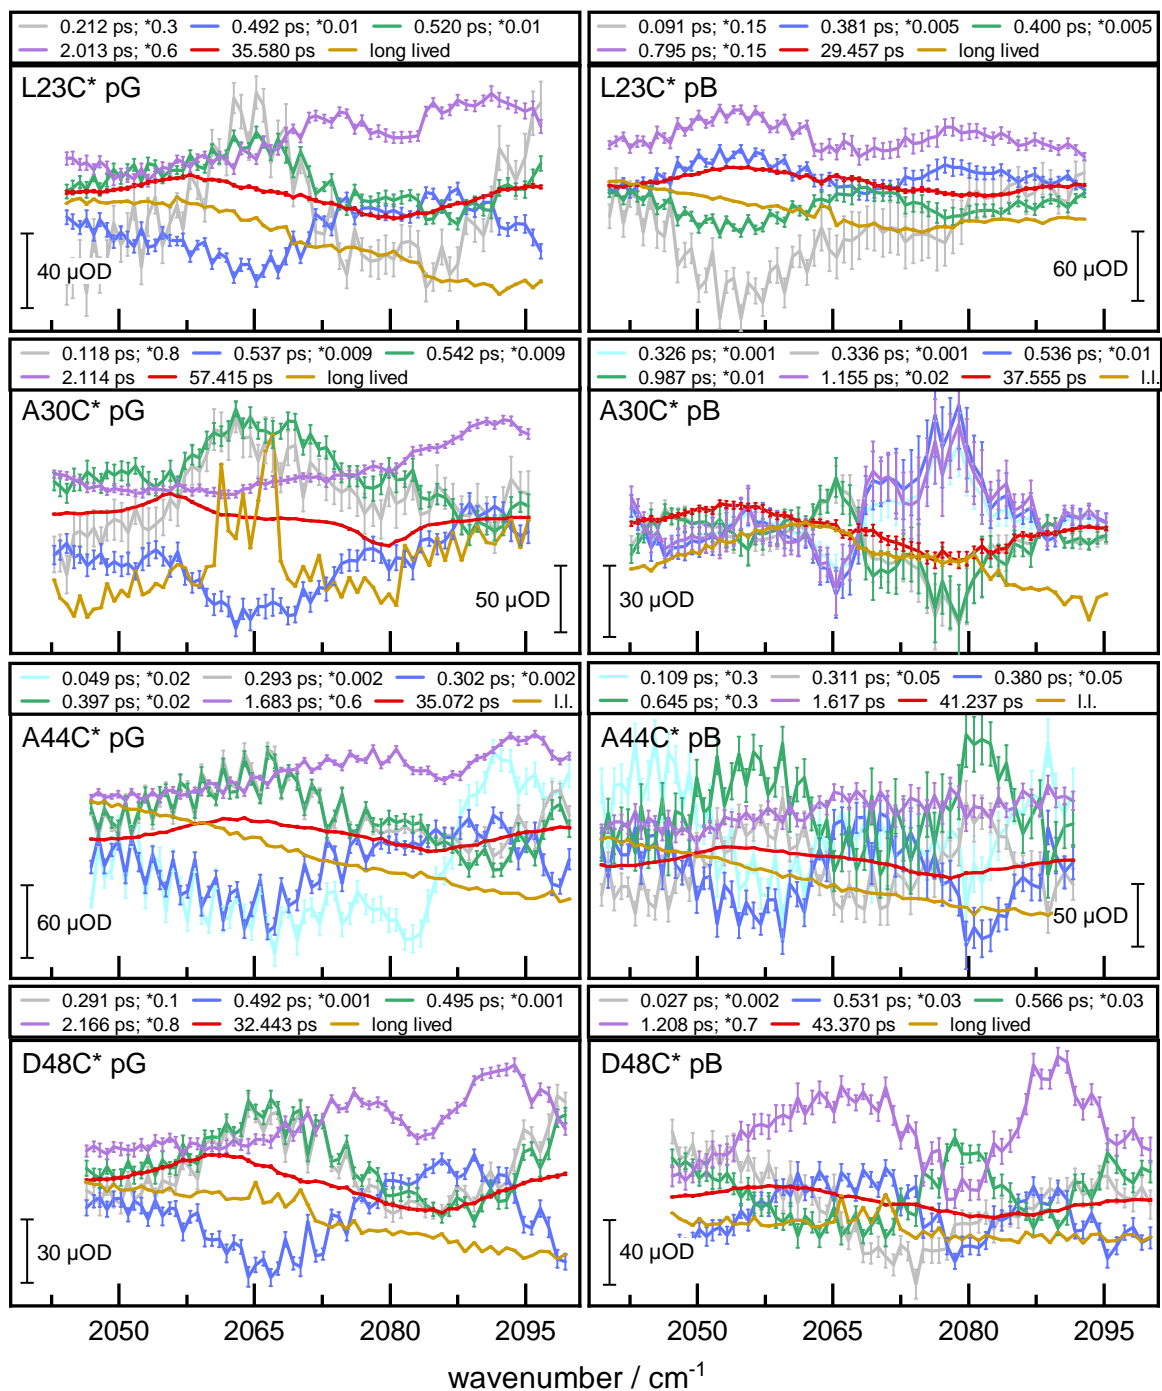 0.212 ps; *0.3 0.492 ps; *0.01 0.520 ps; *0.01
2.013 ps; *0.6 35.580 ps long lived
L23C* pG
40 µOD
0.091 ps; *0.15 0.381 ps; *0.005 0.400 ps; *0.005
0.795 ps; *0.15 29.457 ps long lived
L23C* pB
60 µOD
0.118 ps; *0.8 0.537 ps; *0.009 0.542 ps; *0.009
2.114 ps 57.415 ps long lived
A30C* pG
50 µOD
0.326 ps; *0.001 0.336 ps; *0.001 0.536 ps; *0.01
0.987 ps; *0.01 1.155 ps; *0.02 37.555 ps l.l.
A30C* pB
30 µOD
0.049 ps; *0.02 0.293 ps; *0.002 0.302 ps; *0.002
0.397 ps; *0.02 1.683 ps; *0.6 35.072 ps l.l.
A44C* pG
60 µOD
0.109 ps; *0.3 0.311 ps; *0.05 0.380 ps; *0.05
0.645 ps; *0.3 1.617 ps 41.237 ps l.l.
A44C* pB
50 µOD
0.291 ps; *0.1 0.492 ps; *0.001 0.495 ps; *0.001
2.166 ps; *0.8 32.443 ps long lived
D48C* pG
30 µOD
0.027 ps; *0.002 0.531 ps; *0.03 0.566 ps; *0.03
1.208 ps; *0.7 43.370 ps long lived
D48C* pB
40 µOD
2050 2065 2080 2095 2050 2065 2080 2095
wavenumber / cm⁻¹